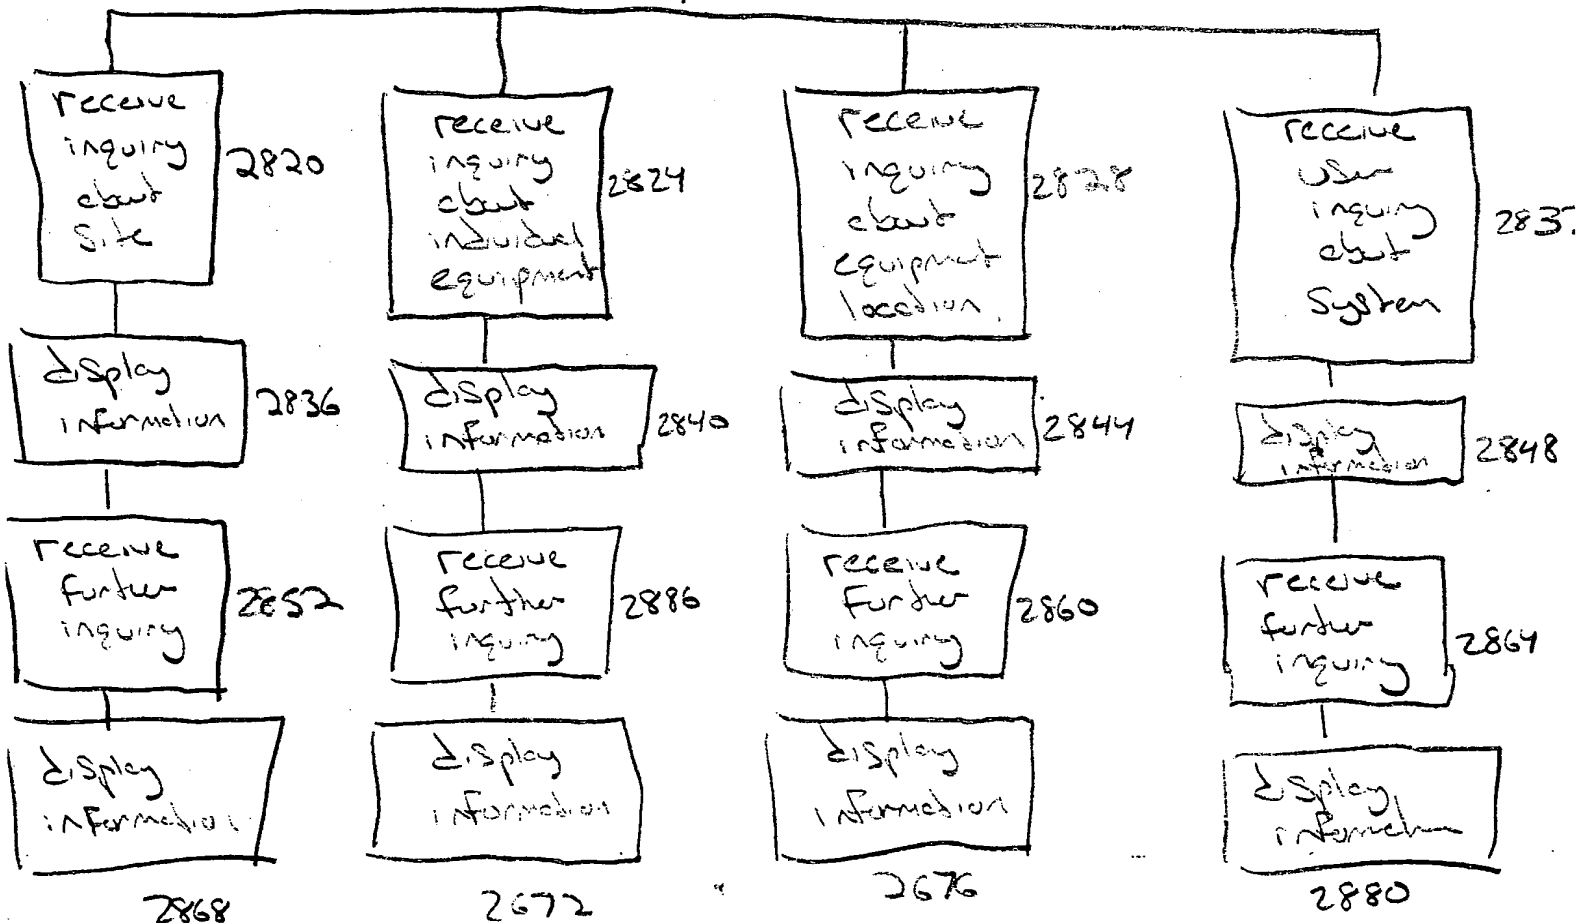 receive
inquiry
about
site
2820
receive
inquiry
about
individual
equipment
2824
receive
inquiry
about
equipment
location.
2828
receive
user
inquiry
about
system
display
information
2836
display
information
2840
display
information
2844
display
information
2848
receive
further
inquiry
2852
receive
further
inquiry
2886
receive
further
inquiry
2860
receive
further
inquiry
2864
display
information
2868
display
information
2672
display
information
2676
display
information
2880